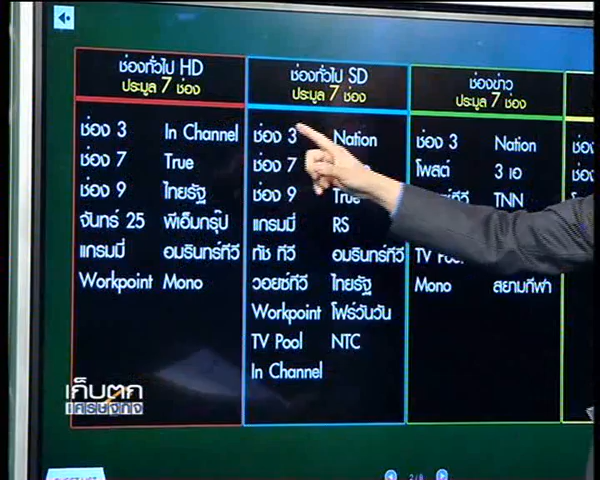 ช่องทั่วไป HD
ประมูล 7 ช่อง
ช่อง 3 In Channel
ช่อง 7 True
ช่อง 9 ไทยรัฐ
จันทร์ 25 พีเอ็มกรุ๊ป
แกรมมี่ อมรินทร์ทีวี
Workpoint Mono
ช่องทั่วไป SD
ประมูล 7 ช่อง
ช่อง 3 Nation
ช่อง 7
ช่อง 9 True
แกรมมี่ RS
ทัช ทีวี อมรินทร์ทีวี
วอยซ์ทีวี ไทยรัฐ
Workpoint โฟร์วันวัน
TV Pool NTC
In Channel
ช่องข่าว
ประมูล 7 ช่อง
ช่อง 3 Nation
โพสต์ 3 เอ
TNN
TV Pool
Mono สยามกีฬา
เก็บตก
เศรษฐกิจ
2/8